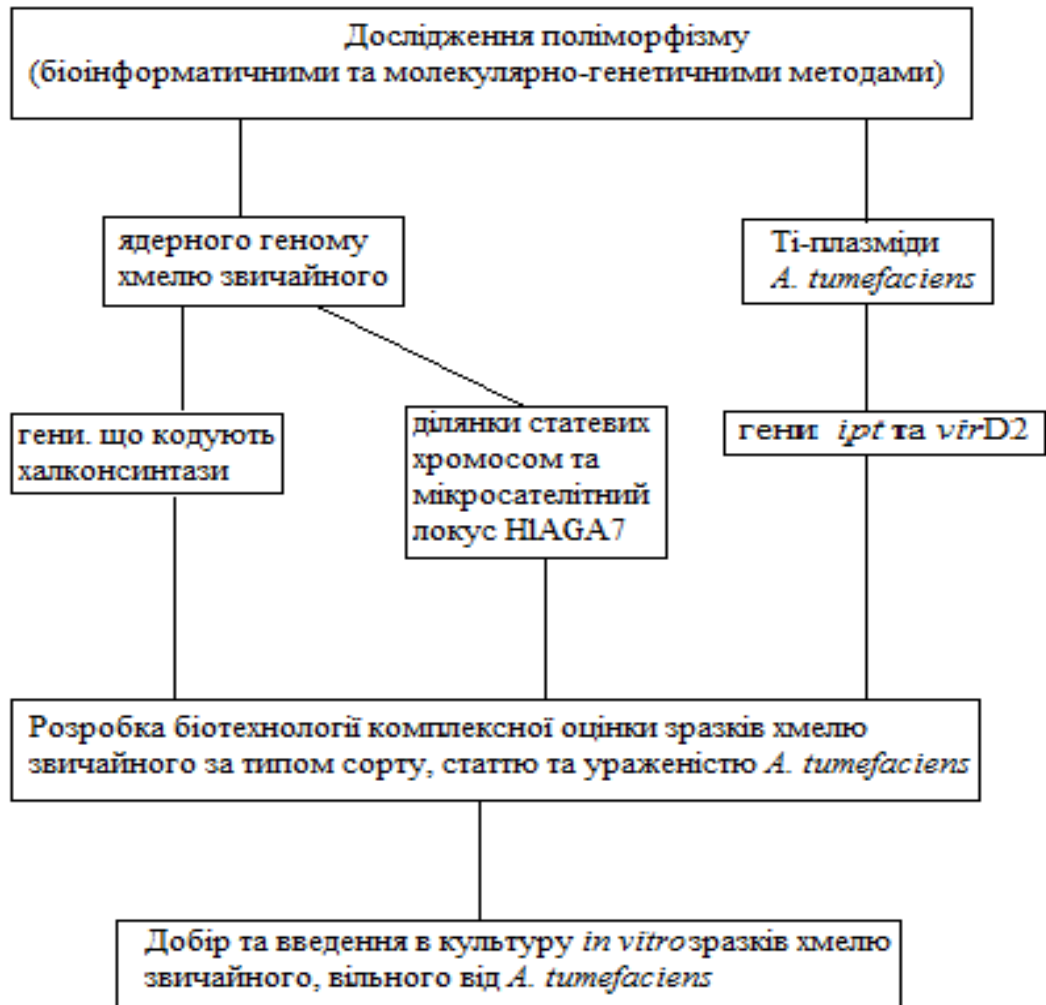 Дослідження поліморфізму
(біоінформатичними та молекулярно-генетичними методами)
ядерного геному
хмелю звичайного
Ті-плазміди
A. tumefaciens
гени. що кодують
халконсинтази
ділянки статевих
хромосом та
мікросателітний
локус HlAGA7
гени ipt та virD2
Розробка біотехнології комплексної оцінки зразків хмелю
звичайного за типом сорту, статтю та ураженістю A. tumefaciens
Добір та введення в культуру in vitro зразків хмелю
звичайного, вільного від A. tumefaciens